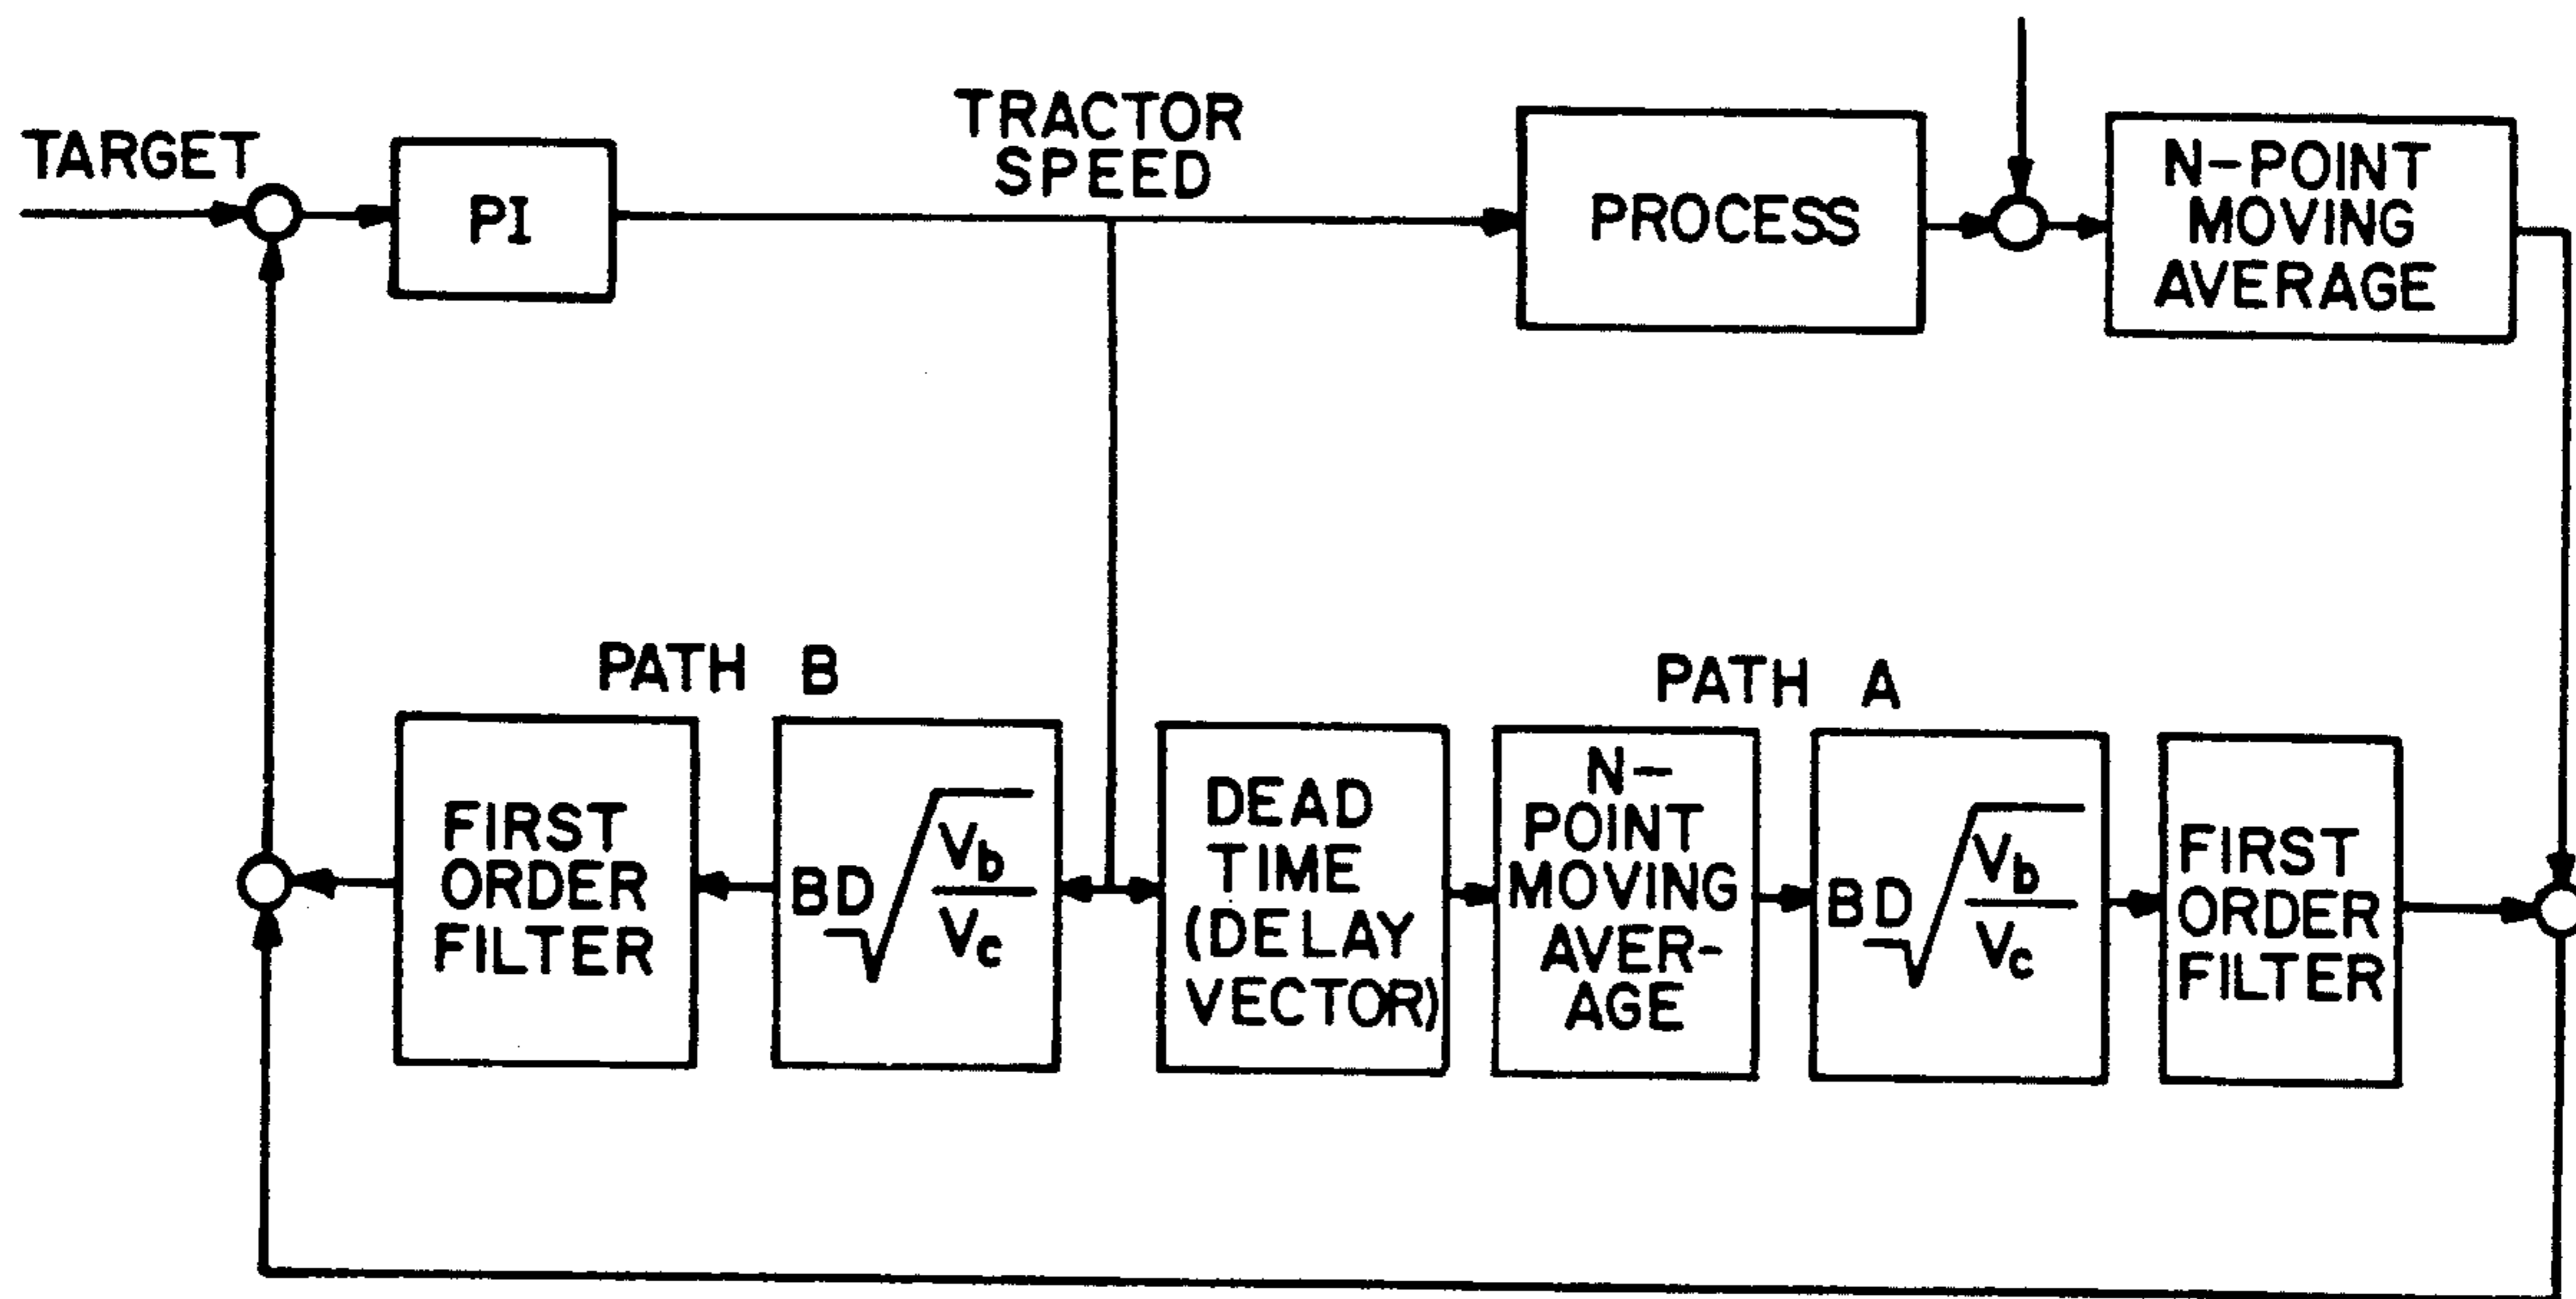 TARGET
PI
TRACTOR
SPEED
PROCESS
N-POINT
MOVING
AVERAGE
PATH B
PATH A
FIRST
ORDER
FILTER
BD√(Vb/Vc)
DEAD
TIME
(DELAY
VECTOR)
N-
POINT
MOVING
AVER-
AGE
BD√(Vb/Vc)
FIRST
ORDER
FILTER